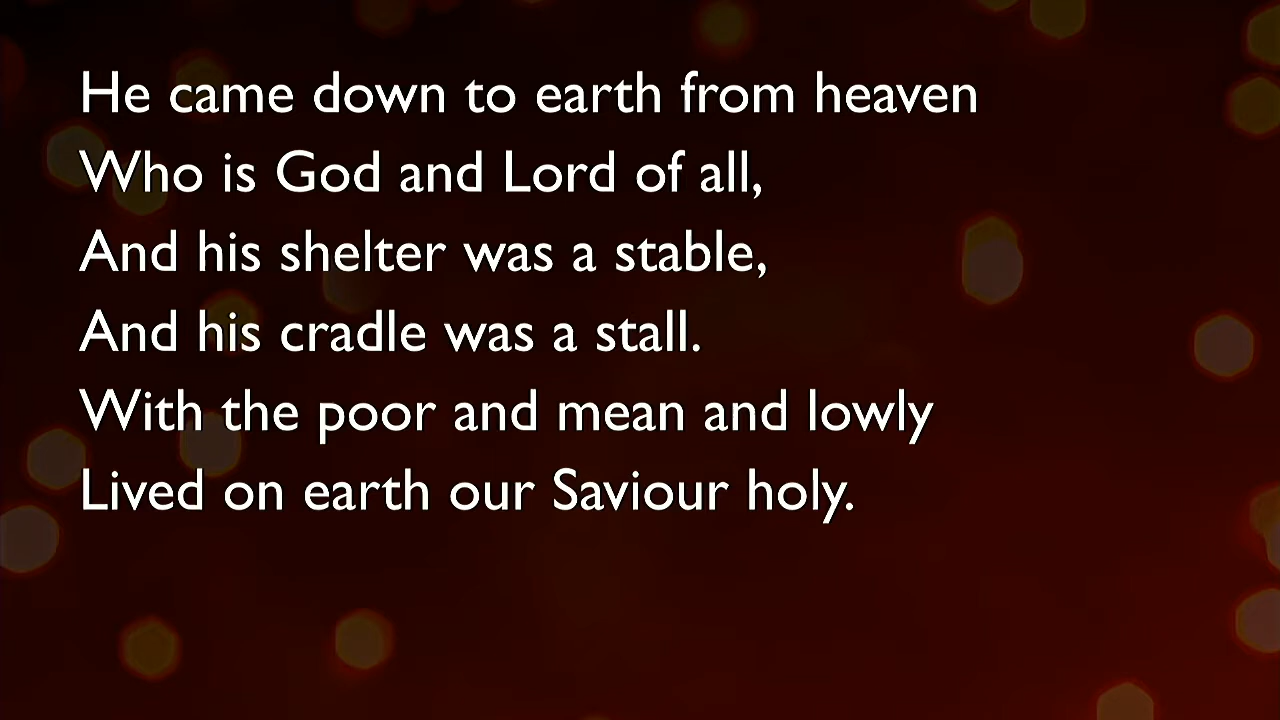 He came down to earth from heaven
Who is God and Lord of all,
And his shelter was a stable,
And his cradle was a stall.
With the poor and mean and lowly
Lived on earth our Saviour holy.